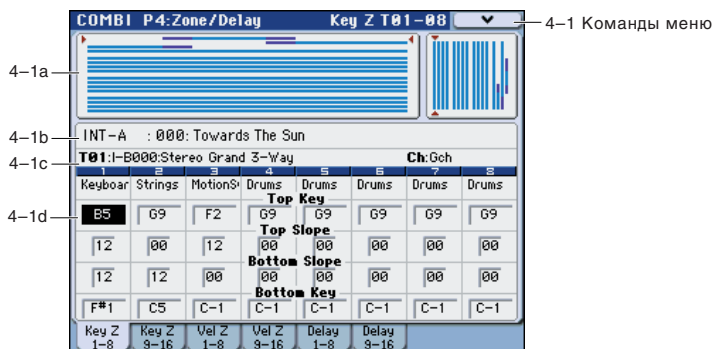 COMBI P4:Zone/Delay Key Z T01-08
4–1 Команды меню
4–1a
4–1b
INT-A :000: Towards The Sun
4–1c
T01:I-B000:Stereo Grand 3-Way Ch:Gch
1 2 3 4 5 6 7 8
Keyboar Strings MotionS Drums Drums Drums Drums Drums
Top Key
4–1d
B5 G9 F2 G9 G9 G9 G9 G9
Top Slope
12 00 12 00 00 00 00 00
Bottom Slope
12 12 00 00 00 00 00 00
Bottom Key
F#1 C5 C-1 C-1 C-1 C-1 C-1 C-1
Key Z 1-8 Key Z 9-16 Vel Z 1-8 Vel Z 9-16 Delay 1-8 Delay 9-16